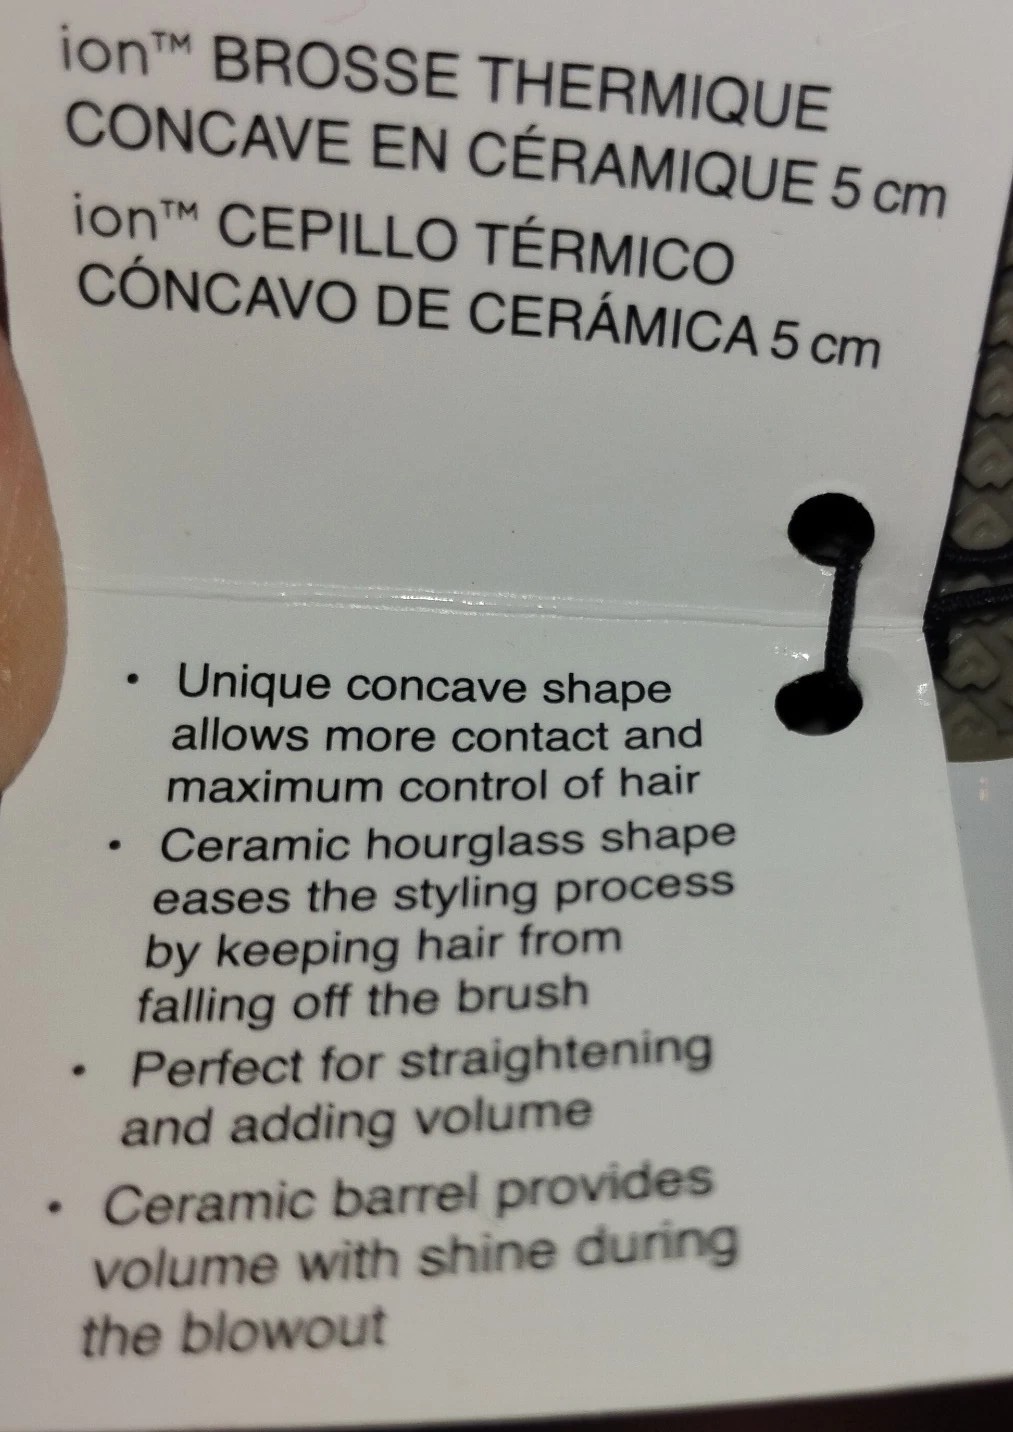 ion™ BROSSE THERMIQUE
CONCAVE EN CÉRAMIQUE 5 cm
ion™ CEPILLO TÉRMICO
CÓNCAVO DE CERÁMICA 5 cm
• Unique concave shape
allows more contact and
maximum control of hair
• Ceramic hourglass shape
eases the styling process
by keeping hair from
falling off the brush
• Perfect for straightening
and adding volume
• Ceramic barrel provides
volume with shine during
the blowout